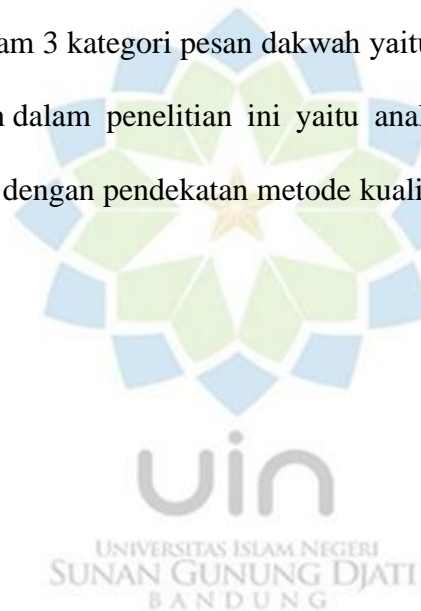 am 3 kategori pesan dakwah yaitu
dalam penelitian ini yaitu anal
dengan pendekatan metode kuali
uin
UNIVERSITAS ISLAM NEGERI
SUNAN GUNUNG DJATI
BANDUNG